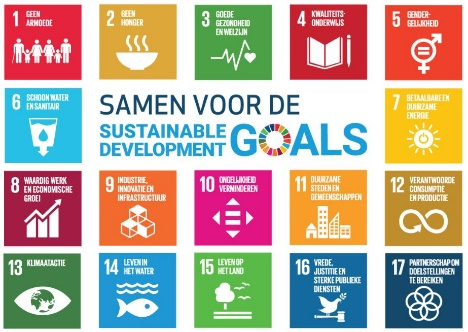 1 GEEN
ARMOEDE
2 GEEN
HONGER
3 GOEDE
GEZONDHEID
EN WELZIJN
4 KWALITEITS-
ONDERWIJS
5 GENDER-
GELIJKHEID
6 SCHOON WATER
EN SANITAIR
SAMEN VOOR DE
SUSTAINABLE
DEVELOPMENT
GOALS
7 BETAALBARE EN
DUURZAME
ENERGIE
8 WAARDIG WERK
EN ECONOMISCHE
GROEI
9 INDUSTRIE,
INNOVATIE EN
INFRASTRUCTUUR
10 ONGELIJKHEID
VERMINDEREN
11 DUURZAME
STEDEN EN
GEMEENSCHAPPEN
12 VERANTWOORDE
CONSUMPTIE
EN PRODUCTIE
13 KLIMAATACTIE
14 LEVEN IN
HET WATER
15 LEVEN OP
HET LAND
16 VREDE,
JUSTITIE EN
STERKE PUBLIEKE
DIENSTEN
17 PARTNERSCHAP OM
DOELSTELLINGEN
TE BEREIKEN